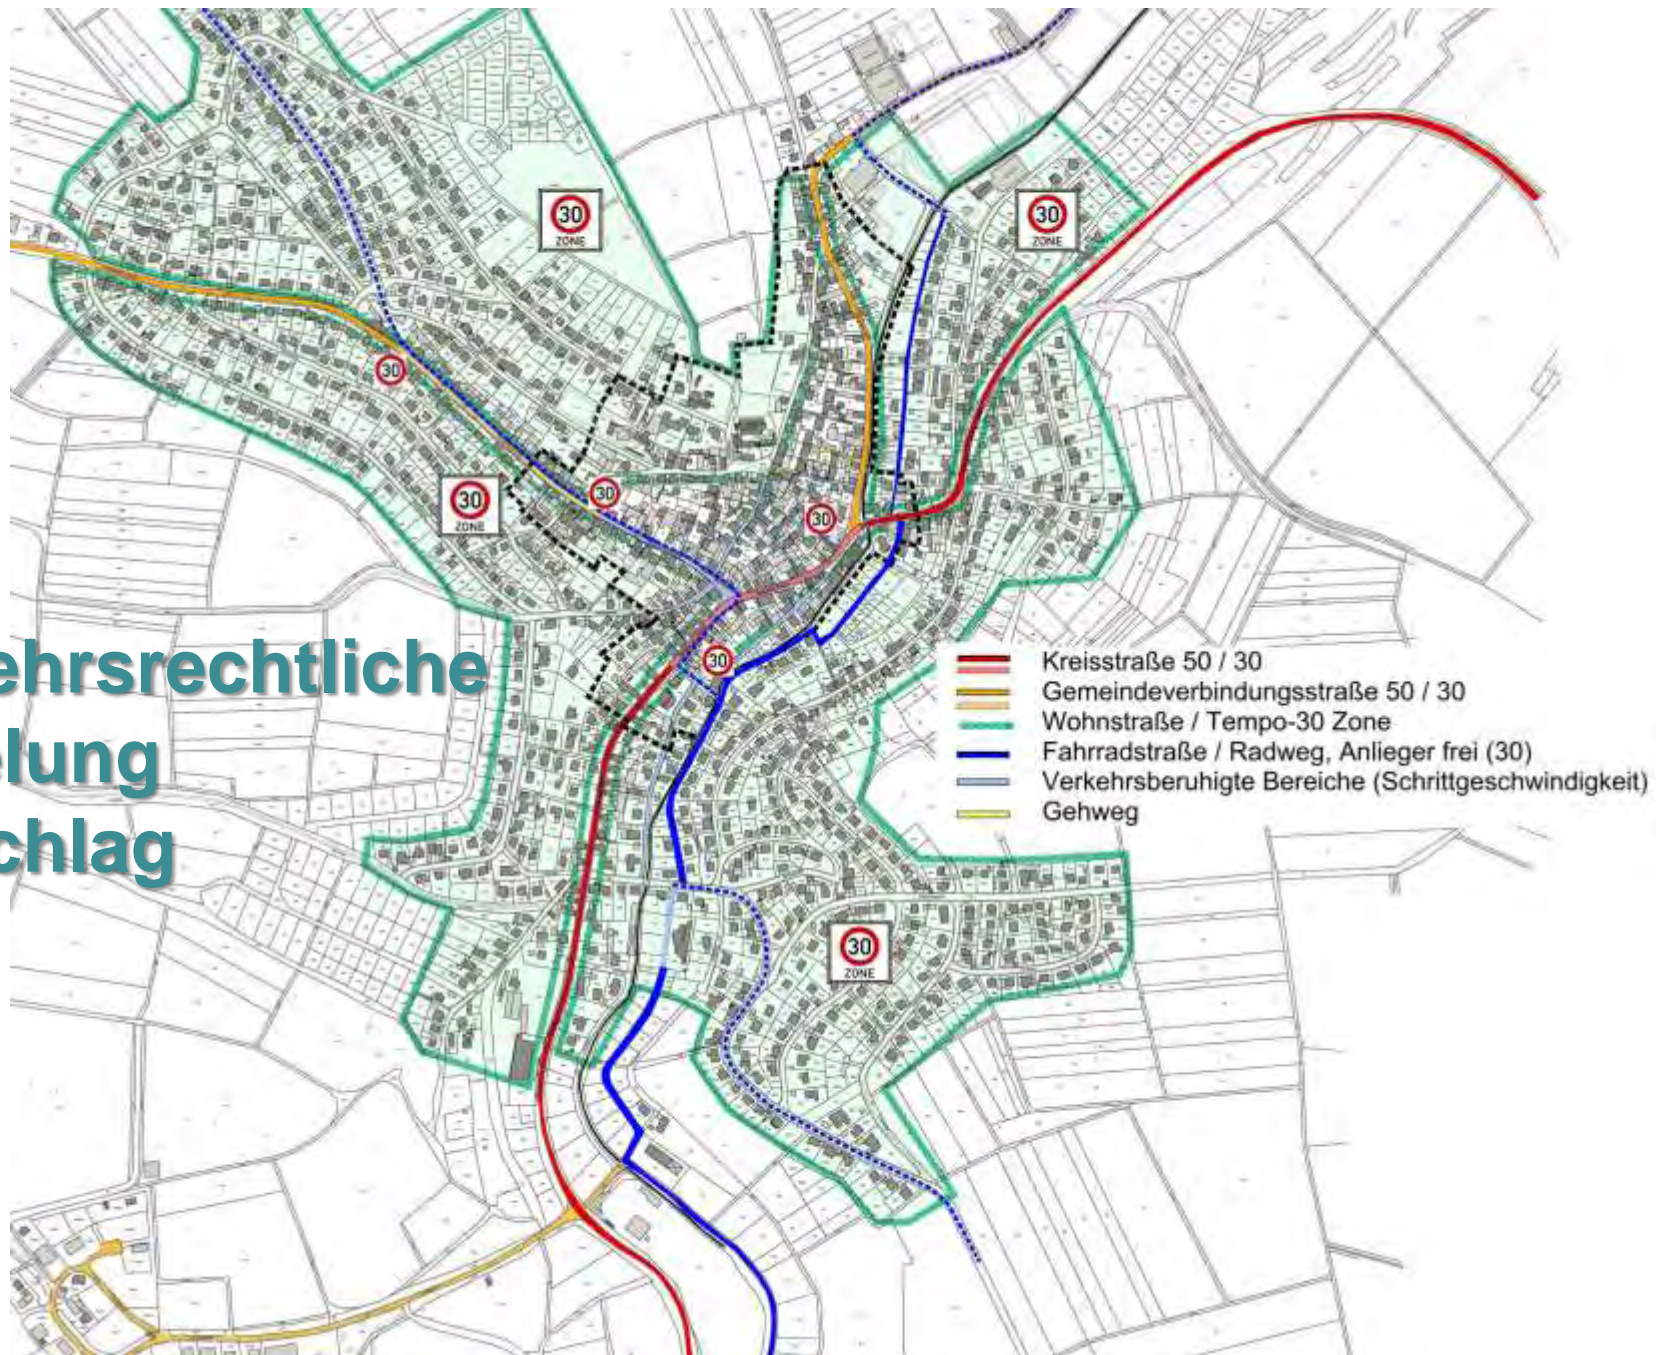 30
ZONE
30
ZONE
30
30
ZONE
30
30
ehrsrechtliche
elung
chlag
30
Kreisstraße 50 / 30
Gemeindeverbindungsstraße 50 / 30
Wohnstraße / Tempo-30 Zone
Fahrradstraße / Radweg, Anlieger frei (30)
Verkehrsberuhigte Bereiche (Schrittgeschwindigkeit)
Gehweg
30
ZONE